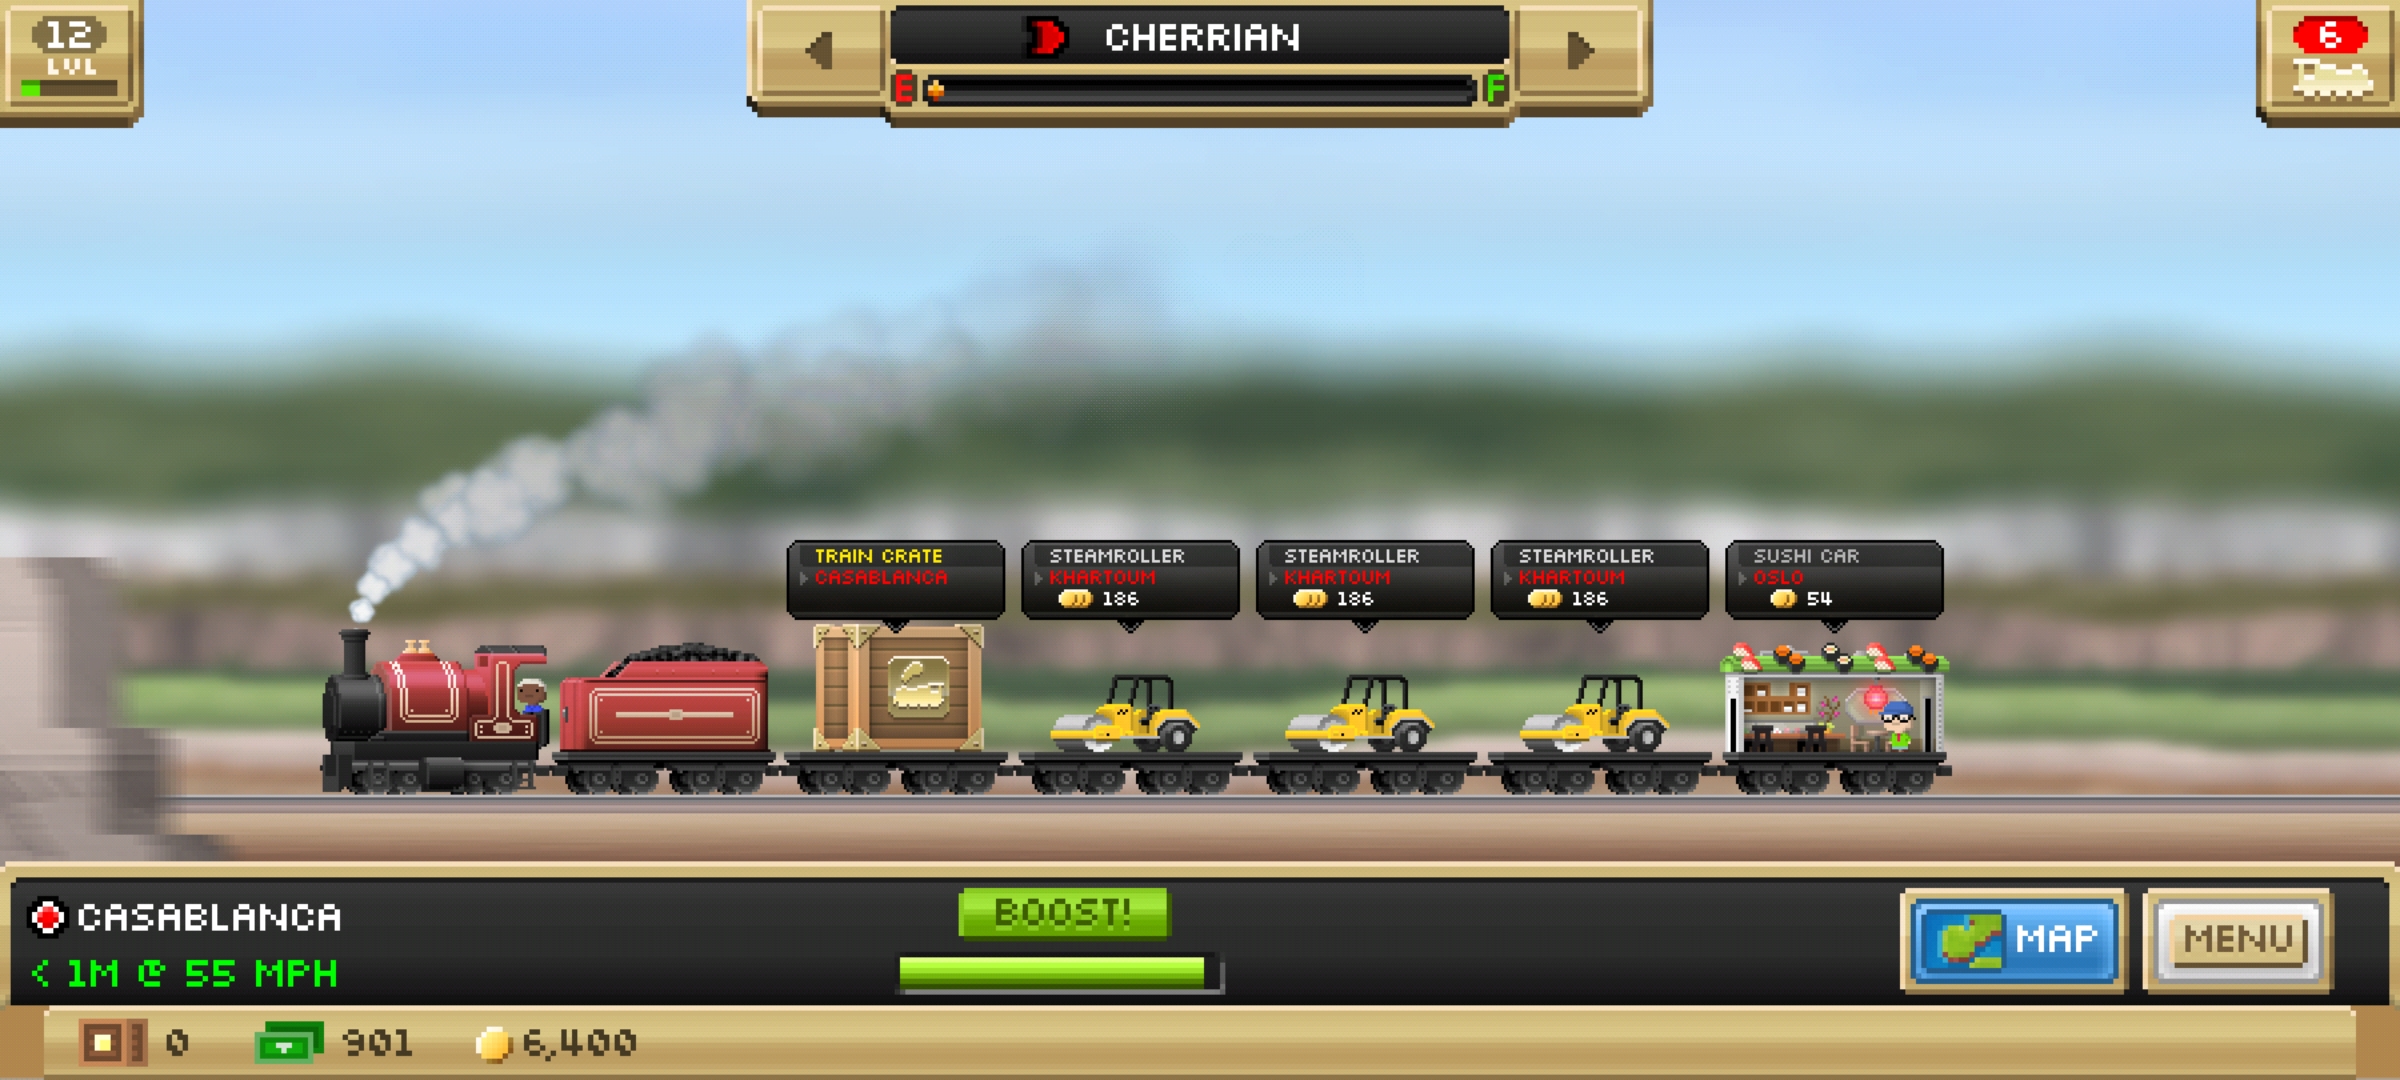 12
LVL
CHERRIAN
E F
6
TRAIN CRATE
CASABLANCA
STEAMROLLER
KHARTOUM
186
STEAMROLLER
KHARTOUM
186
STEAMROLLER
KHARTOUM
186
SUSHI CAR
OSLO
54
CASABLANCA
< 1M @ 55 MPH
BOOST!
MAP
MENU
0
901
6,400